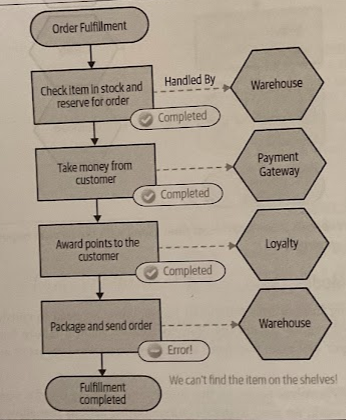 Order Fulfillment
Check item in stock and
reserve for order
Handled By
Warehouse
Completed
Take money from
customer
Payment
Gateway
Completed
Award points to the
customer
Loyalty
Completed
Package and send order
Warehouse
Error!
We can't find the item on the shelves!
Fulfillment
completed